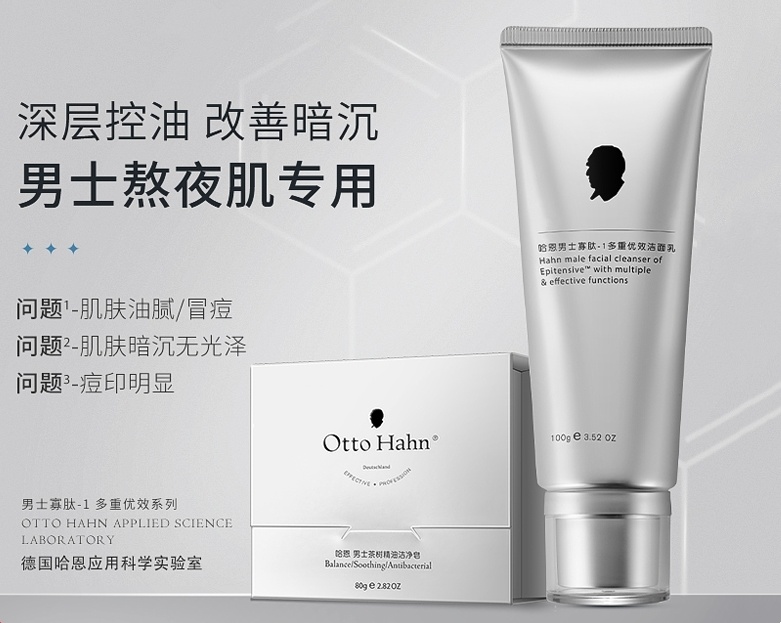 深层控油 改善暗沉
男士熬夜肌专用
问题¹-肌肤油腻/冒痘
问题²-肌肤暗沉无光泽
问题³-痘印明显
男士寡肽-1 多重优效系列
OTTO HAHN APPLIED SCIENCE
LABORATORY
德国哈恩应用科学实验室
Otto Hahn®
Deutschland
EFFECTIVE • PROFESSION
哈恩 男士茶树精油洁净皂
Balance/Soothing/Antibacterial
80g ℮ 2.82 OZ
哈恩男士寡肽-1多重优效洁面乳
Hahn male facial cleanser of
Epitensive™ with multiple
& effective functions
100g ℮ 3.52 OZ